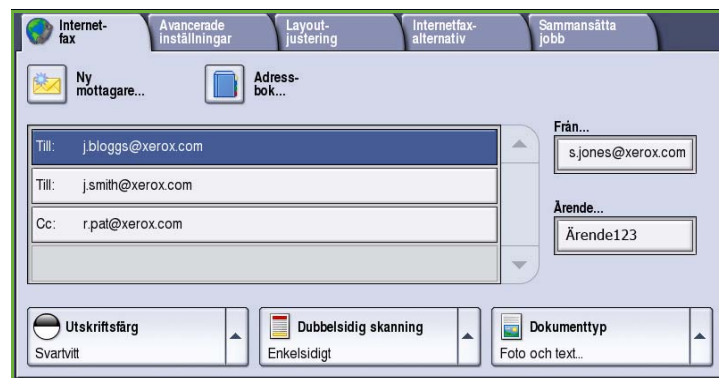 Internet-
fax
Avancerade
inställningar
Layout-
justering
Internetfax-
alternativ
Sammansätta
jobb
Ny
mottagare...
Adress-
bok...
Till: j.bloggs@xerox.com
Till: j.smith@xerox.com
Cc: r.pat@xerox.com
Från...
s.jones@xerox.com
Ärende...
Ärende123
Utskriftsfärg
Svartvitt
Dubbelsidig skanning
Enkelsidigt
Dokumenttyp
Foto och text...